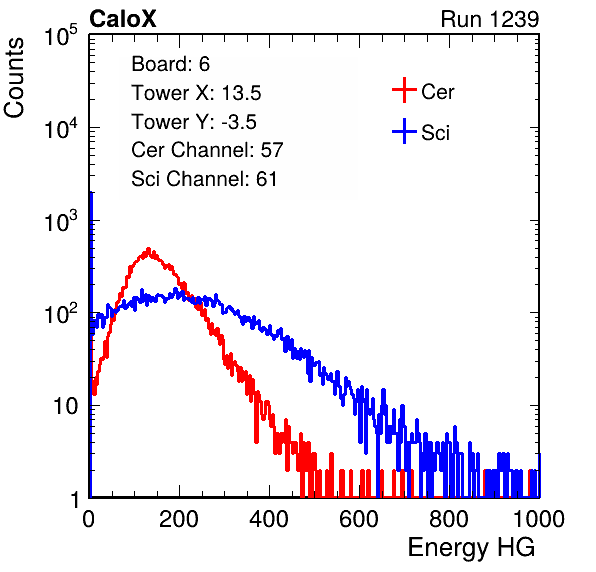 CaloX Run 1239
10^5
10^4
10^3
10^2
10
1
Counts
Board: 6
Tower X: 13.5
Tower Y: -3.5
Cer Channel: 57
Sci Channel: 61
Cer
Sci
0 200 400 600 800 1000
Energy HG